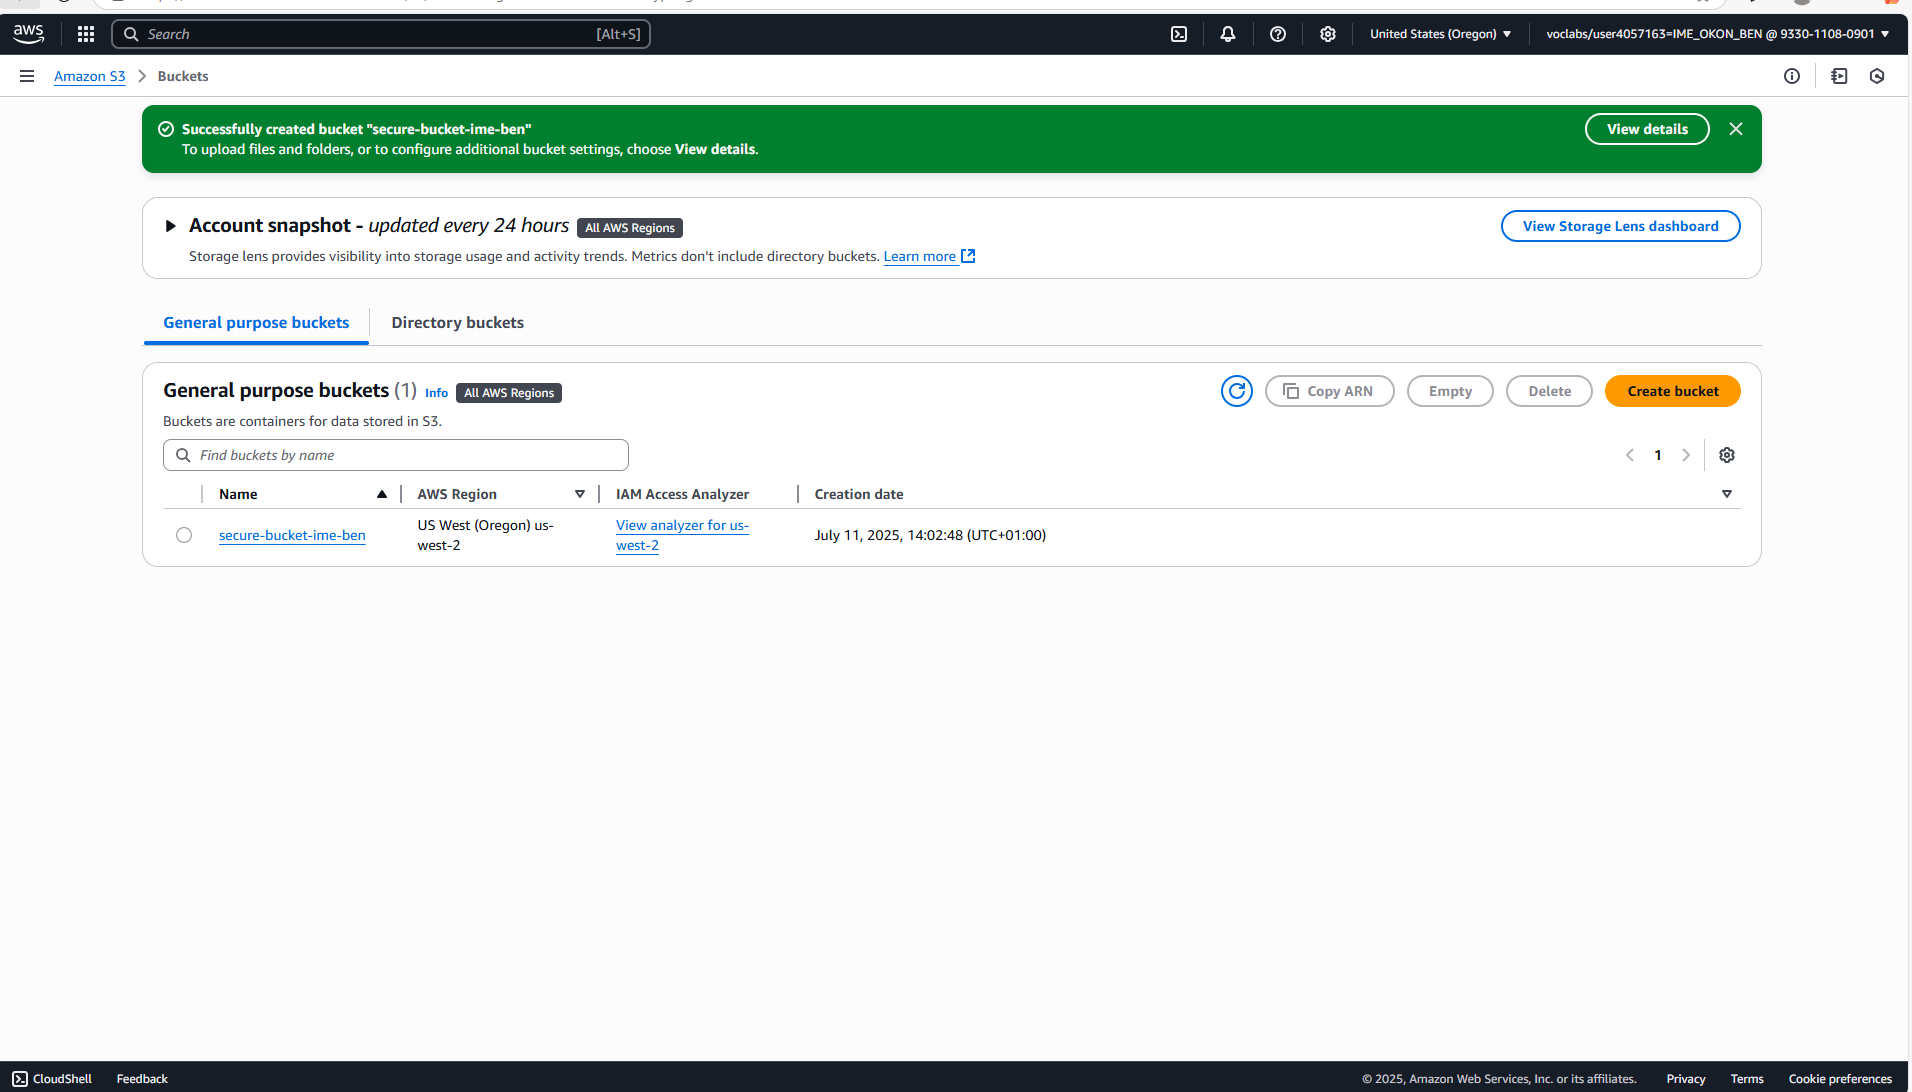 aws
Search [Alt+S]
United States (Oregon)
voclabs/user4057163=IME_OKON_BEN @ 9330-1108-0901
Amazon S3
Buckets
Successfully created bucket "secure-bucket-ime-ben"
To upload files and folders, or to configure additional bucket settings, choose View details.
View details
Account snapshot - updated every 24 hours
All AWS Regions
View Storage Lens dashboard
Storage lens provides visibility into storage usage and activity trends. Metrics don't include directory buckets. Learn more
General purpose buckets
Directory buckets
General purpose buckets (1)
Info
All AWS Regions
Copy ARN
Empty
Delete
Create bucket
Buckets are containers for data stored in S3.
Find buckets by name
1
Name
AWS Region
IAM Access Analyzer
Creation date
secure-bucket-ime-ben
US West (Oregon) us-
west-2
View analyzer for us-
west-2
July 11, 2025, 14:02:48 (UTC+01:00)
CloudShell
Feedback
© 2025, Amazon Web Services, Inc. or its affiliates.
Privacy
Terms
Cookie preferences